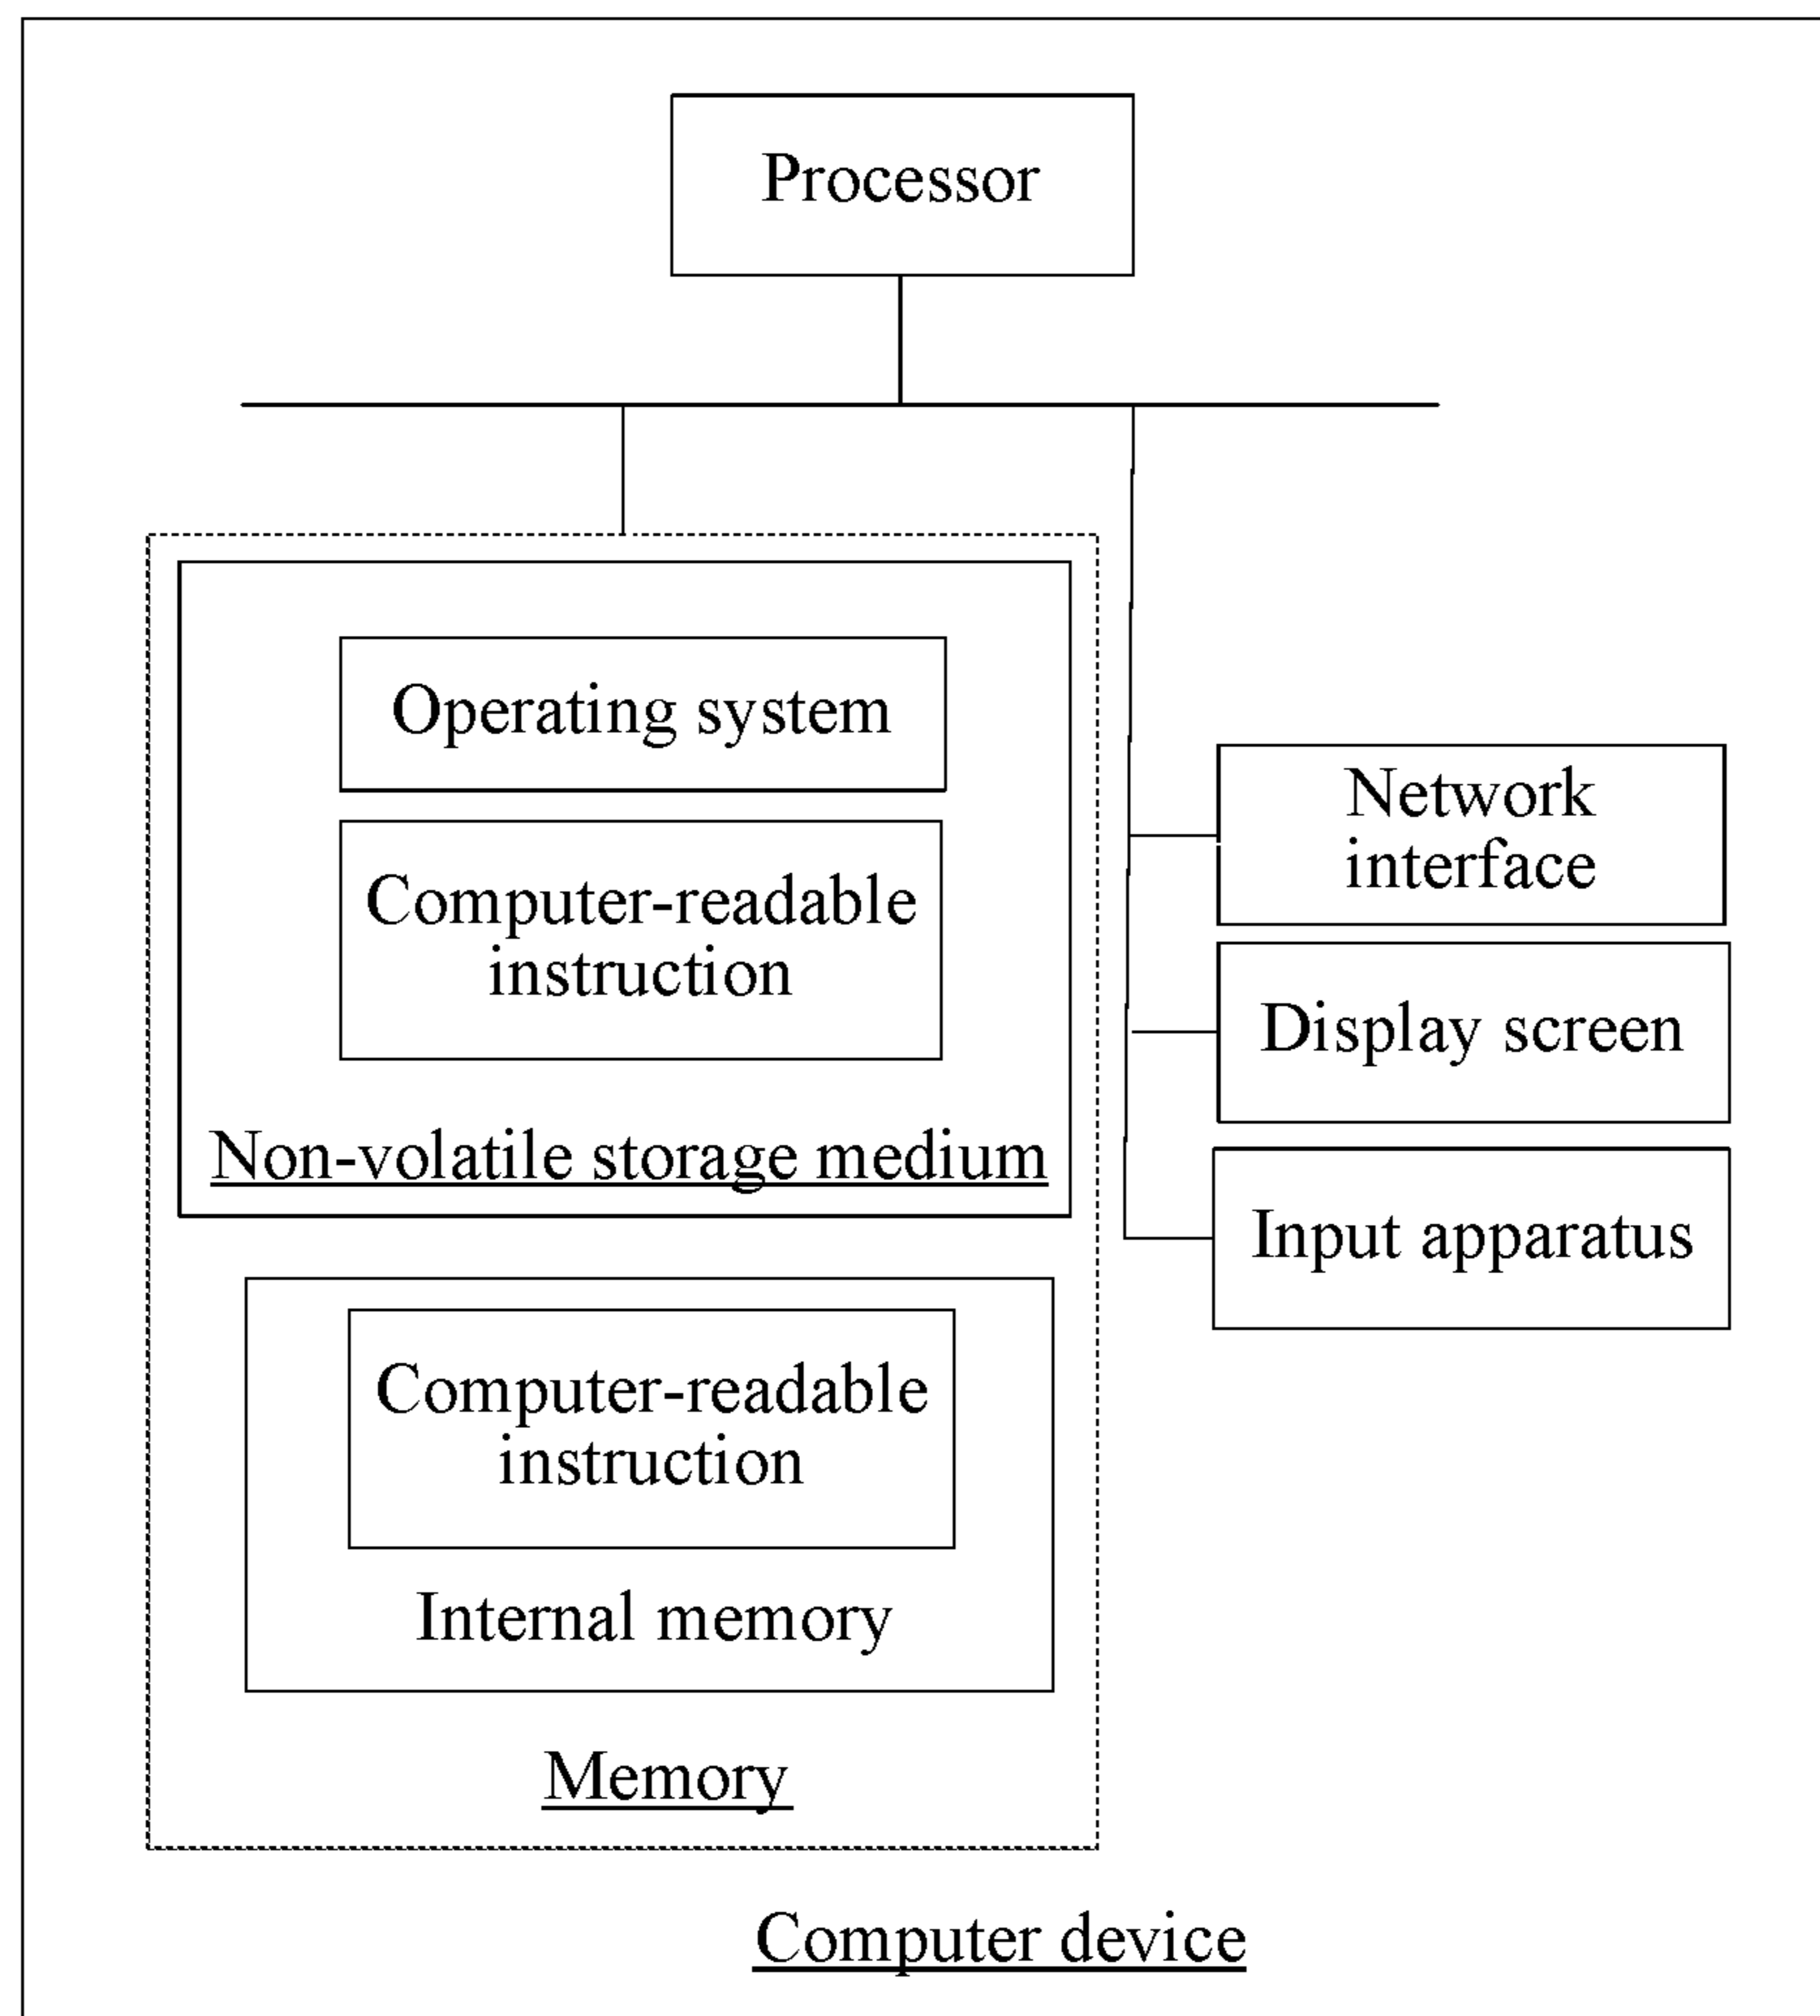 Processor
Operating system
Computer-readable
instruction
Non-volatile storage medium
Computer-readable
instruction
Internal memory
Memory
Network
interface
Display screen
Input apparatus
Computer device